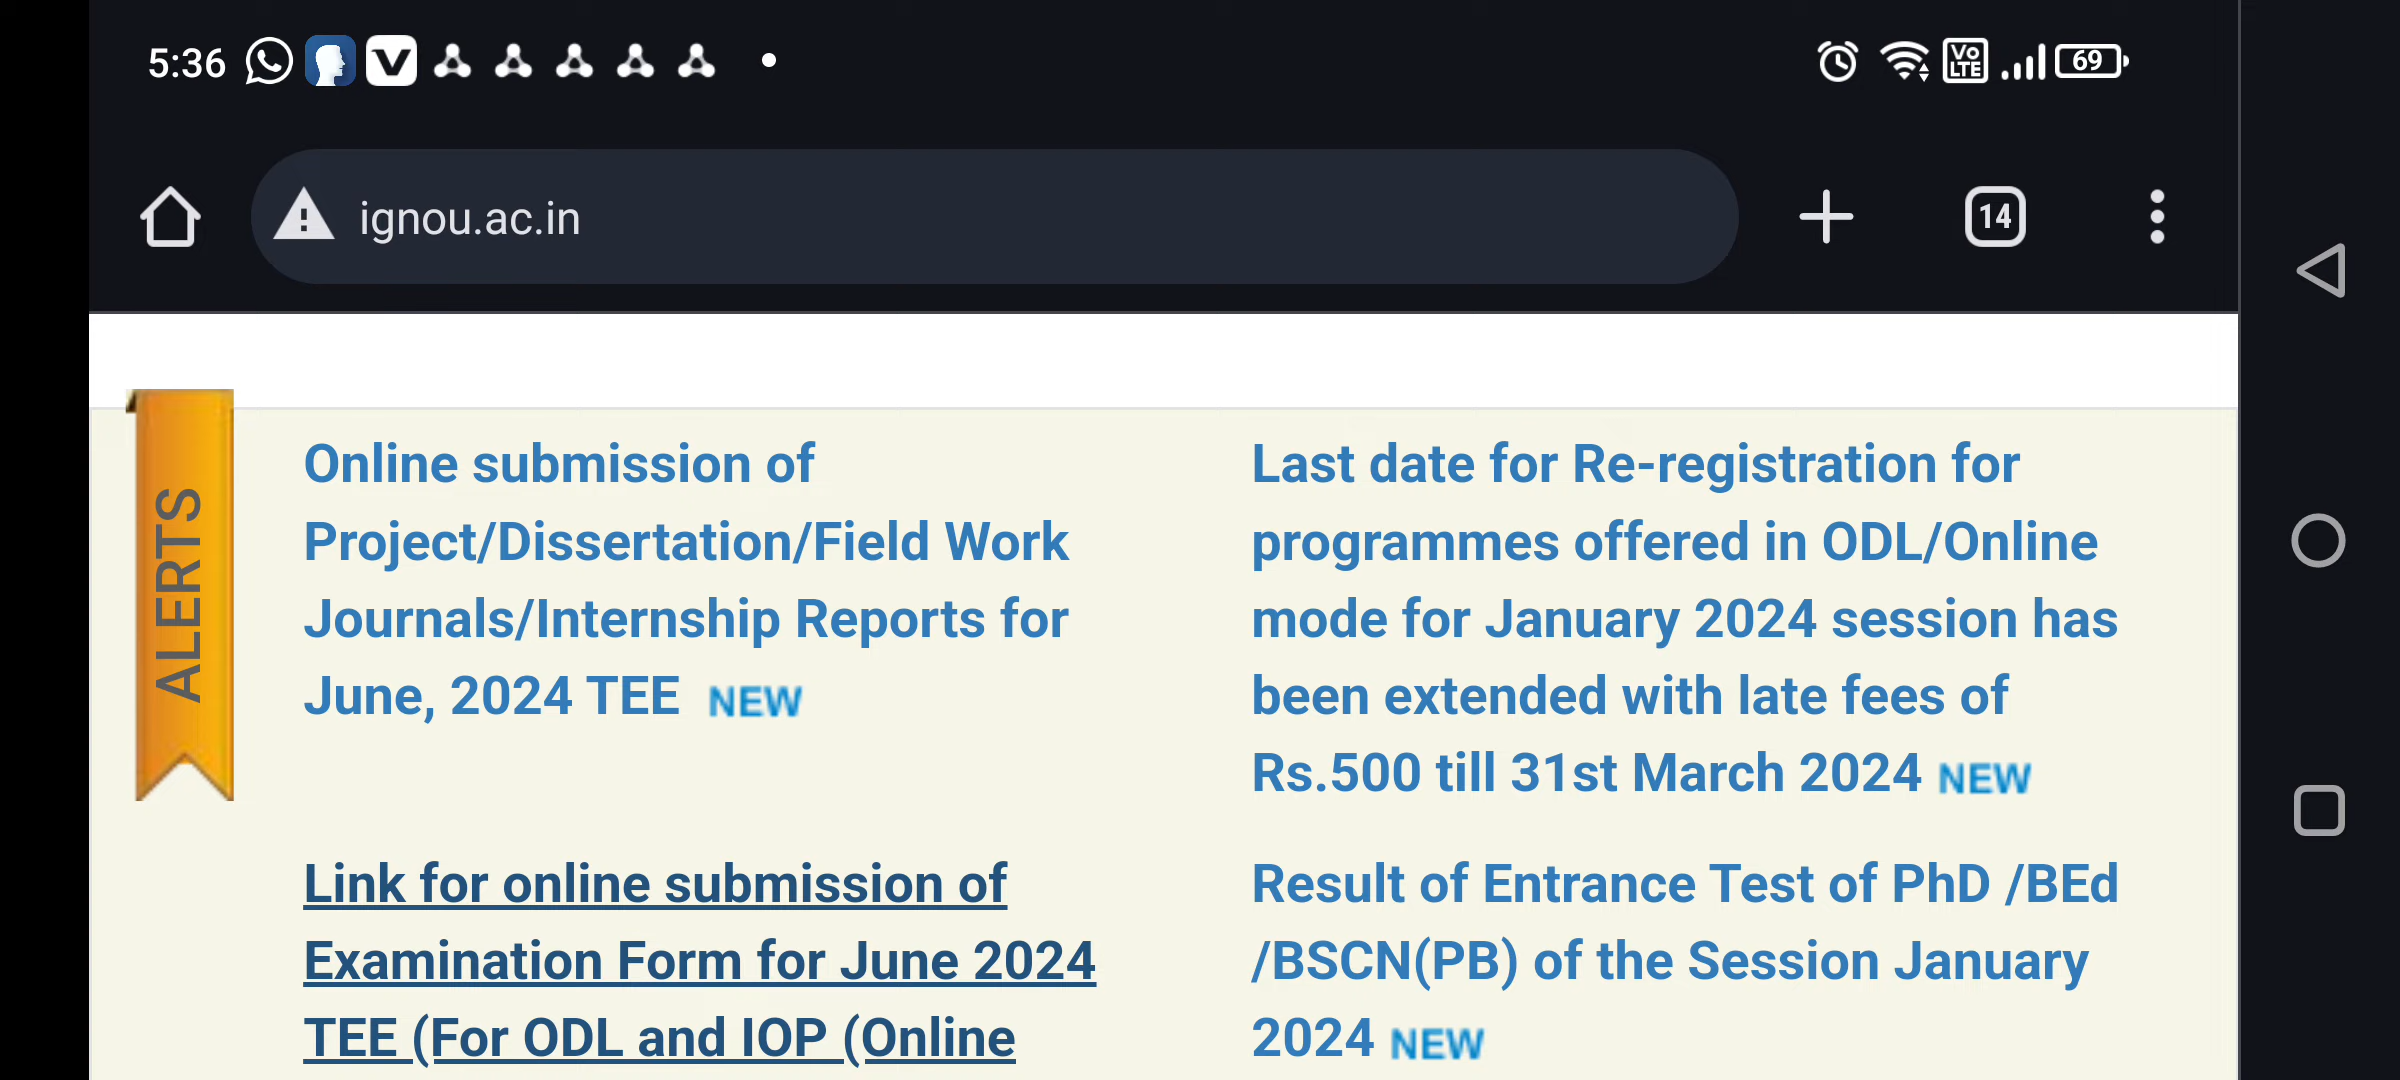 5:36
Vo
LTE
69
ignou.ac.in
14
ALERTS
Online submission of
Project/Dissertation/Field Work
Journals/Internship Reports for
June, 2024 TEE NEW
Link for online submission of
Examination Form for June 2024
TEE (For ODL and IOP (Online
Last date for Re-registration for
programmes offered in ODL/Online
mode for January 2024 session has
been extended with late fees of
Rs.500 till 31st March 2024 NEW
Result of Entrance Test of PhD /BEd
/BSCN(PB) of the Session January
2024 NEW